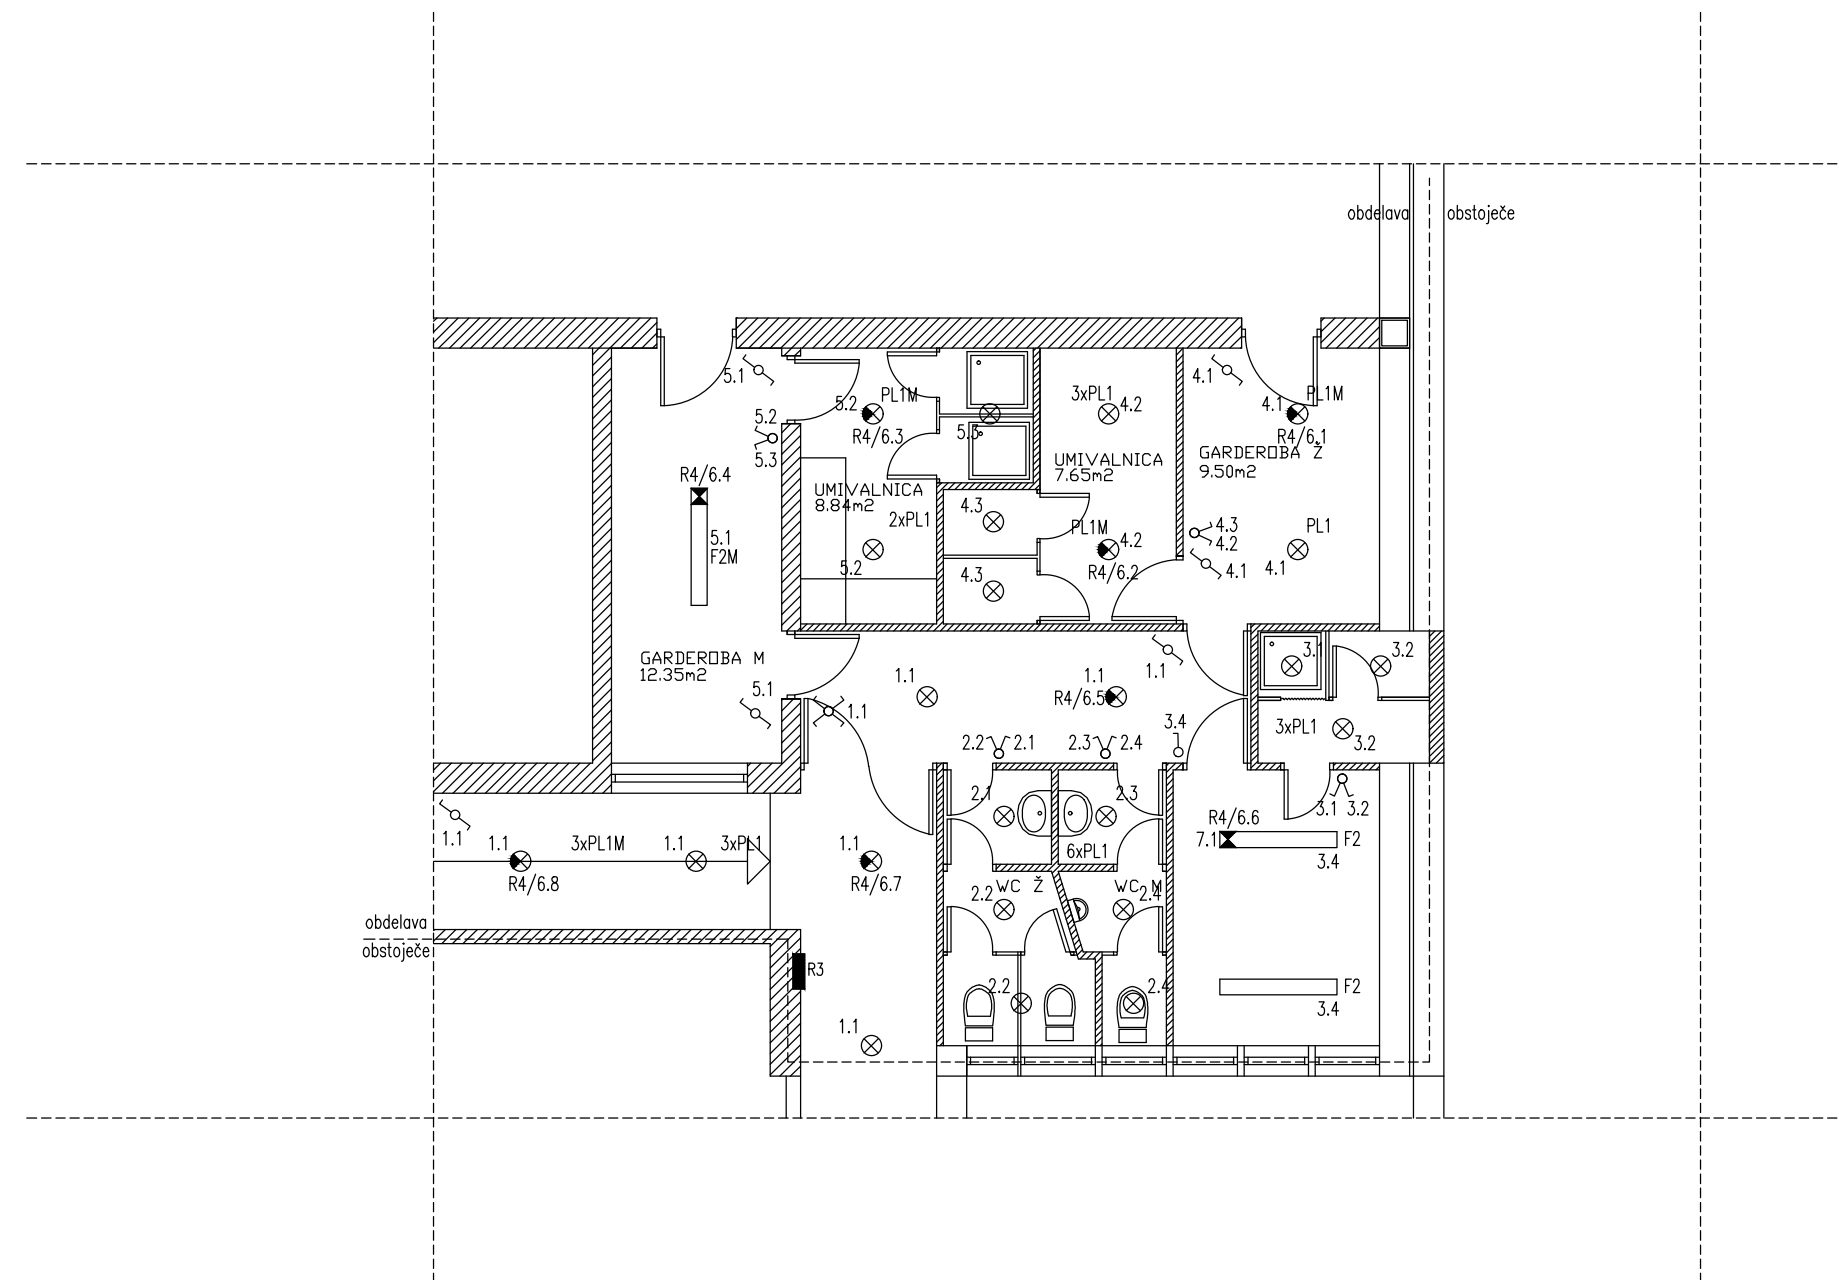 obdelava
obstoječe
5.1
5.2
5.3
R4/6.4
5.1
F2M
GARDEROBA M
12.35m2
5.1
5.2
PL1M
R4/6.3
5.3
UMIVALNICA
8.84m2
2xPL1
5.2
3xPL1
4.2
UMIVALNICA
7.65m2
4.3
PL1M
4.2
R4/6.2
4.3
4.1
4.1
PL1M
R4/6.1
GARDEROBA Ž
9.50m2
4.3
4.2
4.1
PL1
4.1
1.1
1.1
1.1
R4/6.5
1.1
3.4
2.2
2.1
2.3
2.4
3.1
3.2
3xPL1
3.2
3.1
3.2
1.1
1.1
3xPL1M
1.1
3xPL1
R4/6.8
1.1
R4/6.7
2.1
2.3
6xPL1
WC Ž
2.2
WC M
2.4
2.2
2.4
R4/6.6
7.1
F2
3.4
F2
3.4
obdelava
obstoječe
R3
1.1